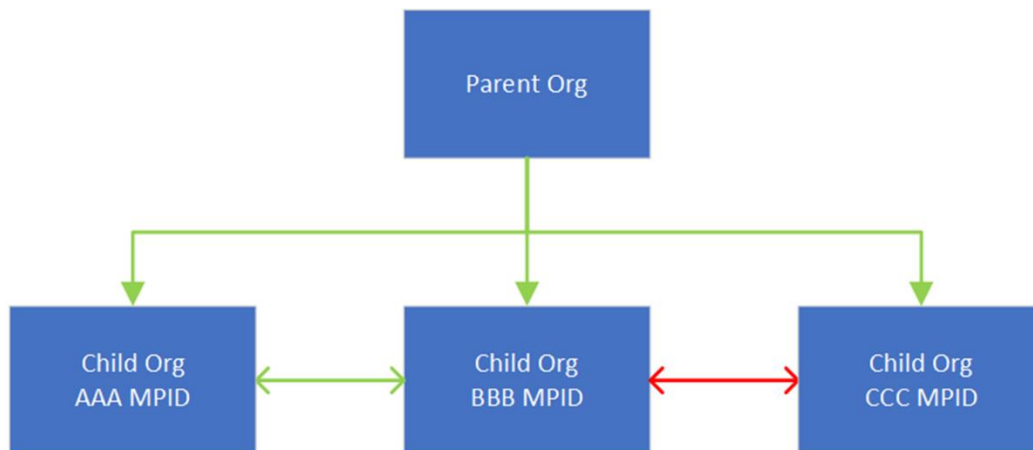 Parent Org
Child Org
AAA MPID
Child Org
BBB MPID
Child Org
CCC MPID